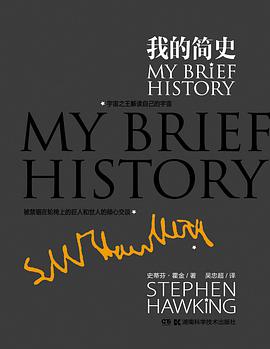 我的简史
MY BRIEF
HISTORY
宇宙之王解读自己的宇宙
MY BRIEF
HISTORY
被禁锢在轮椅上的巨人和世人的倾心交谈
史蒂芬·霍金 著 吴忠超 译
STEPHEN
HAWKING
湖南科学技术出版社